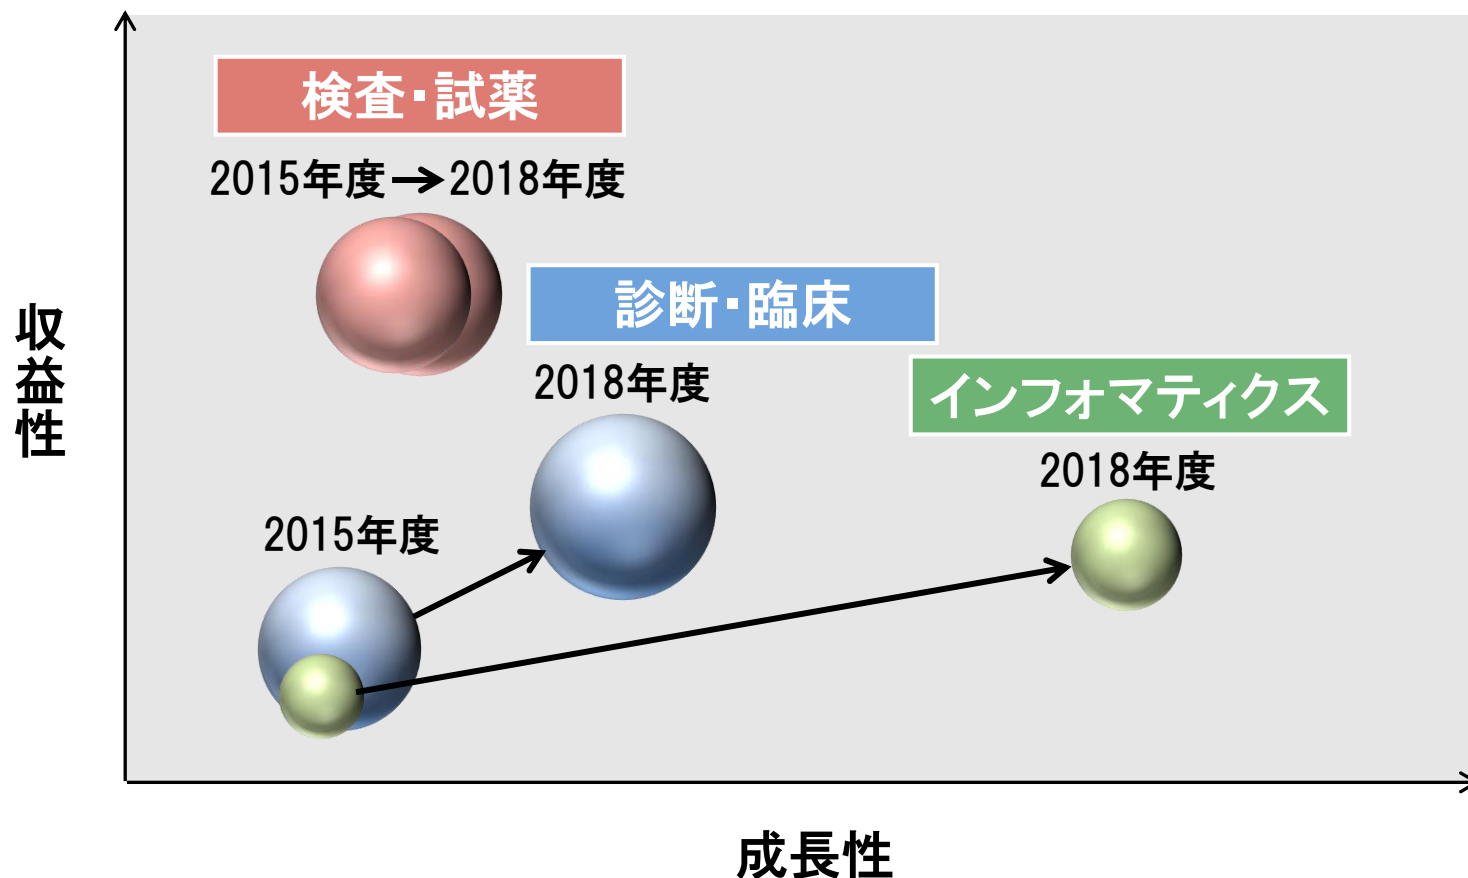 検査・試薬
2015年度→2018年度
診断・臨床
2018年度
インフォマティクス
2018年度
2015年度
収益性
成長性